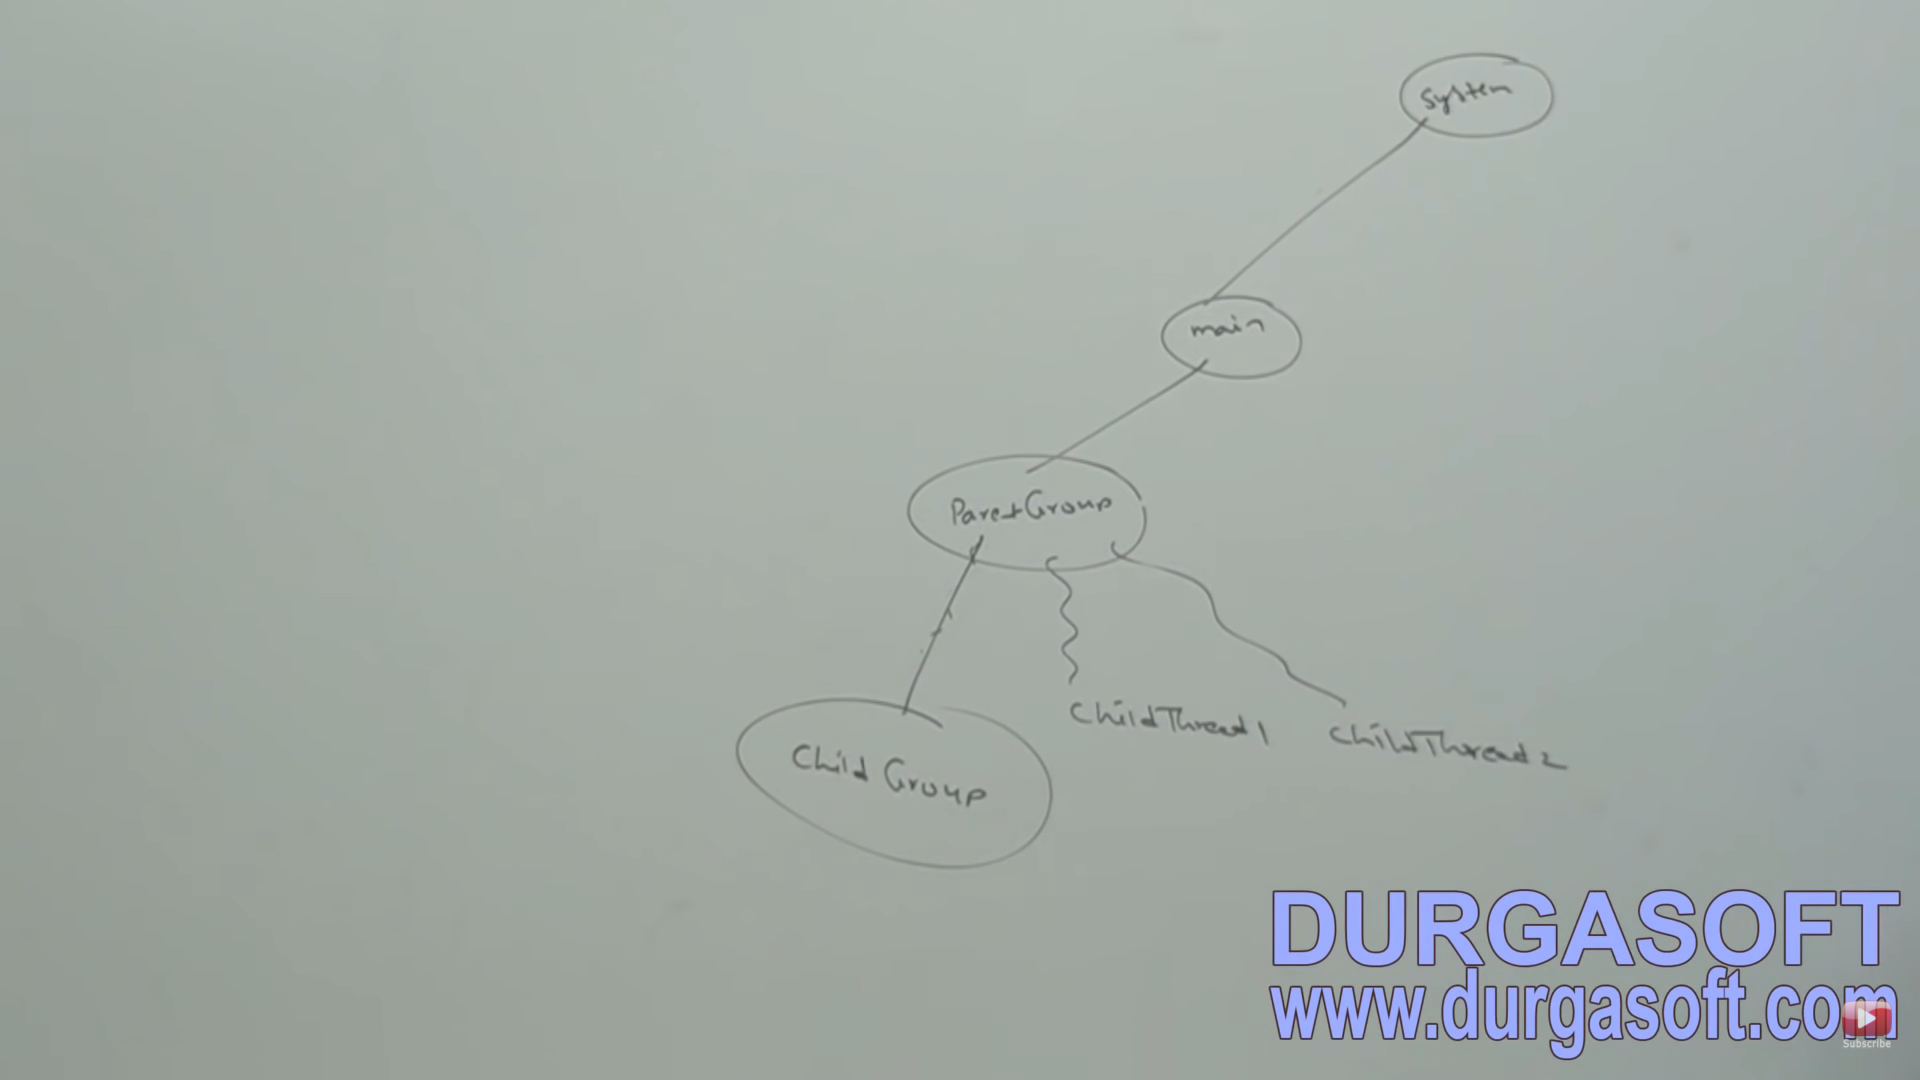 System
main
ParentGroup
ChildThread1
ChildThread2
Child Group
DURGASOFT
www.durgasoft.com
Subscribe